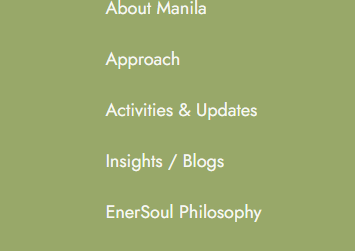 About Manila
Approach
Activities & Updates
Insights / Blogs
EnerSoul Philosophy